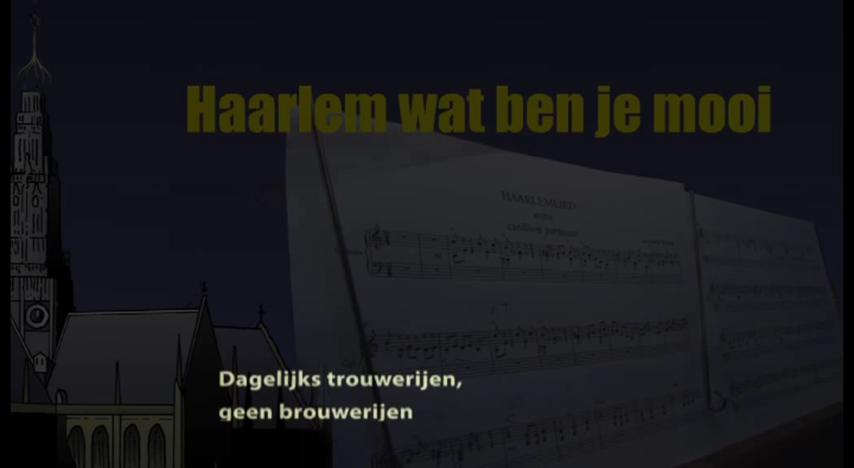 Haarlem wat ben je mooi
HAARLEMLIED
Dagelijks trouwerijen,
geen brouwerijen